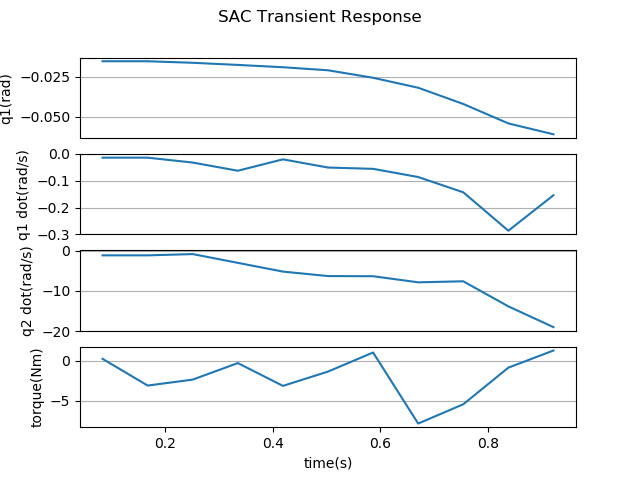 SAC Transient Response
q1(rad)
−0.025
−0.050
q1 dot(rad/s)
0.0
−0.1
−0.2
−0.3
q2 dot(rad/s)
0
−10
−20
torque(Nm)
0
−5
0.2 0.4 0.6 0.8
time(s)